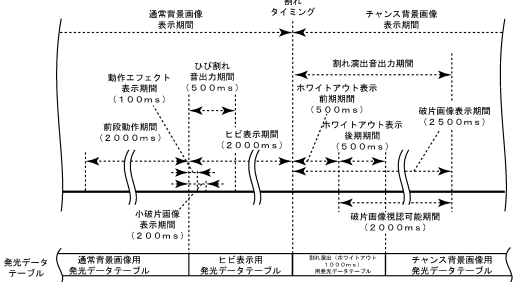 割れ
タイミング
通常背景画像
表示期間
チャンス背景画像
表示期間
ひび割れ
音出力期間
(500ms)
割れ演出音出力期間
動作エフェクト
表示期間
(100ms)
ホワイトアウト表示
前期期間
(500ms)
破片画像表示期間
(2500ms)
前段動作期間
(2000ms)
ヒビ表示期間
(2000ms)
ホワイトアウト表示
後期期間
(500ms)
小破片画像
表示期間
(200ms)
破片画像視認可能期間
(2000ms)
発光データ
テーブル
通常背景画像用
発光データテーブル
ヒビ表示用
発光データテーブル
割れ演出(ホワイトアウト
1000ms)
用発光データテーブル
チャンス背景画像用
発光データテーブル